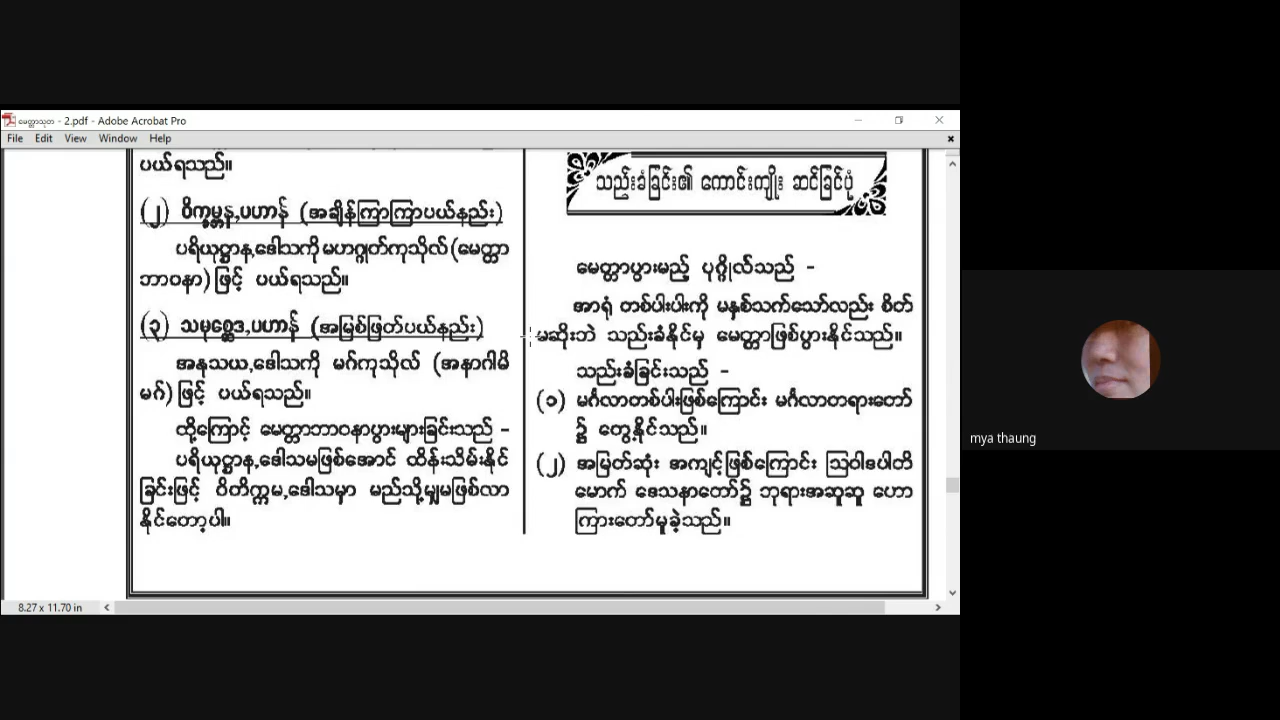 မေတ္တာသုတ - 2.pdf - Adobe Acrobat Pro
File Edit View Window Help
ပယ်ရသည်။
(၂) ဝိက္ခမ္ဘန,ပဟာန် (အချိန်ကြာကြာပယ်နည်း)
ပရိယုဋ္ဌာန,ဒေါသကို မဟဂ္ဂုတ်ကုသိုလ် (မေတ္တာ
ဘာဝနာ) ဖြင့် ပယ်ရသည်။
(၃) သမုစ္ဆေဒ,ပဟာန် (အမြစ်ဖြတ်ပယ်နည်း)
အနုသယ,ဒေါသကို မဂ်ကုသိုလ် (အနာဂါမိ
မဂ်) ဖြင့် ပယ်ရသည်။
ထို့ကြောင့် မေတ္တာဘာဝနာပွားများခြင်းသည် -
ပရိယုဋ္ဌာန,ဒေါသမဖြစ်အောင် ထိန်းသိမ်းနိုင်
ခြင်းဖြင့် ဝိတိက္ကမ,ဒေါသမှာ မည်သို့မျှမဖြစ်လာ
နိုင်တော့ပါ။
သည်းခံခြင်း၏ ကောင်းကျိုး ဆင်ခြင်ပုံ
မေတ္တာပွားမည့် ပုဂ္ဂိုလ်သည် -
အာရုံ တစ်ပါးပါးကို မနှစ်သက်သော်လည်း စိတ်
မဆိုးဘဲ သည်းခံနိုင်မှ မေတ္တာဖြစ်ပွားနိုင်သည်။
သည်းခံခြင်းသည် -
(၁) မင်္ဂလာတစ်ပါးဖြစ်ကြောင်း မင်္ဂလာတရားတော်
၌ တွေ့နိုင်သည်။
(၂) အမြတ်ဆုံး အကျင့်ဖြစ်ကြောင်း ဩဝါဒပါတိ
မောက် ဒေသနာတော်၌ ဘုရားအဆူဆူ ဟော
ကြားတော်မူခဲ့သည်။
8.27 x 11.70 in
mya thaung